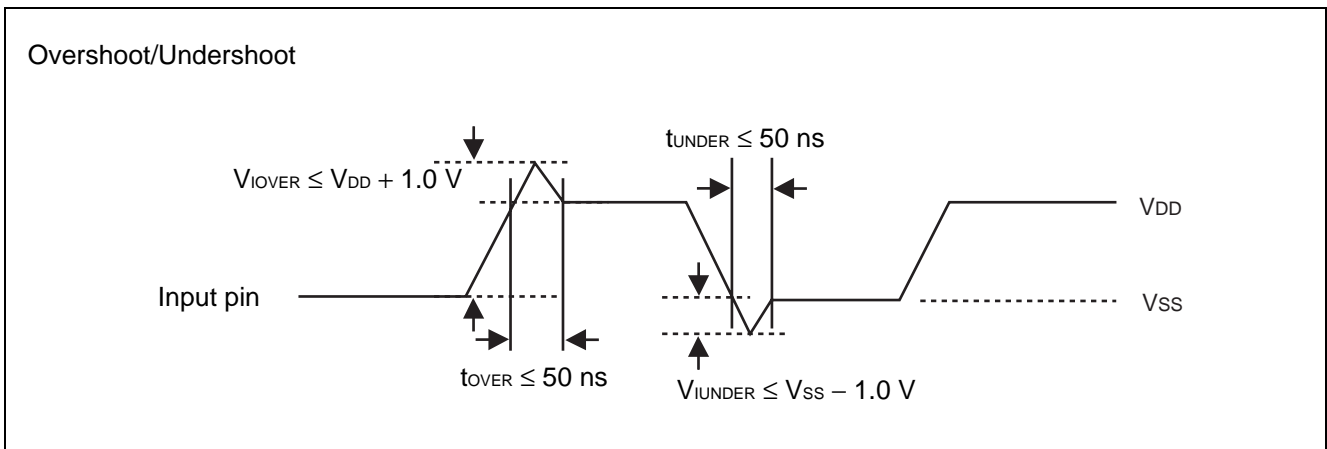 Overshoot/Undershoot
tUNDER ≤ 50 ns
VIOVER ≤ VDD + 1.0 V
VDD
Input pin
VSS
tOVER ≤ 50 ns
VIUNDER ≤ VSS − 1.0 V